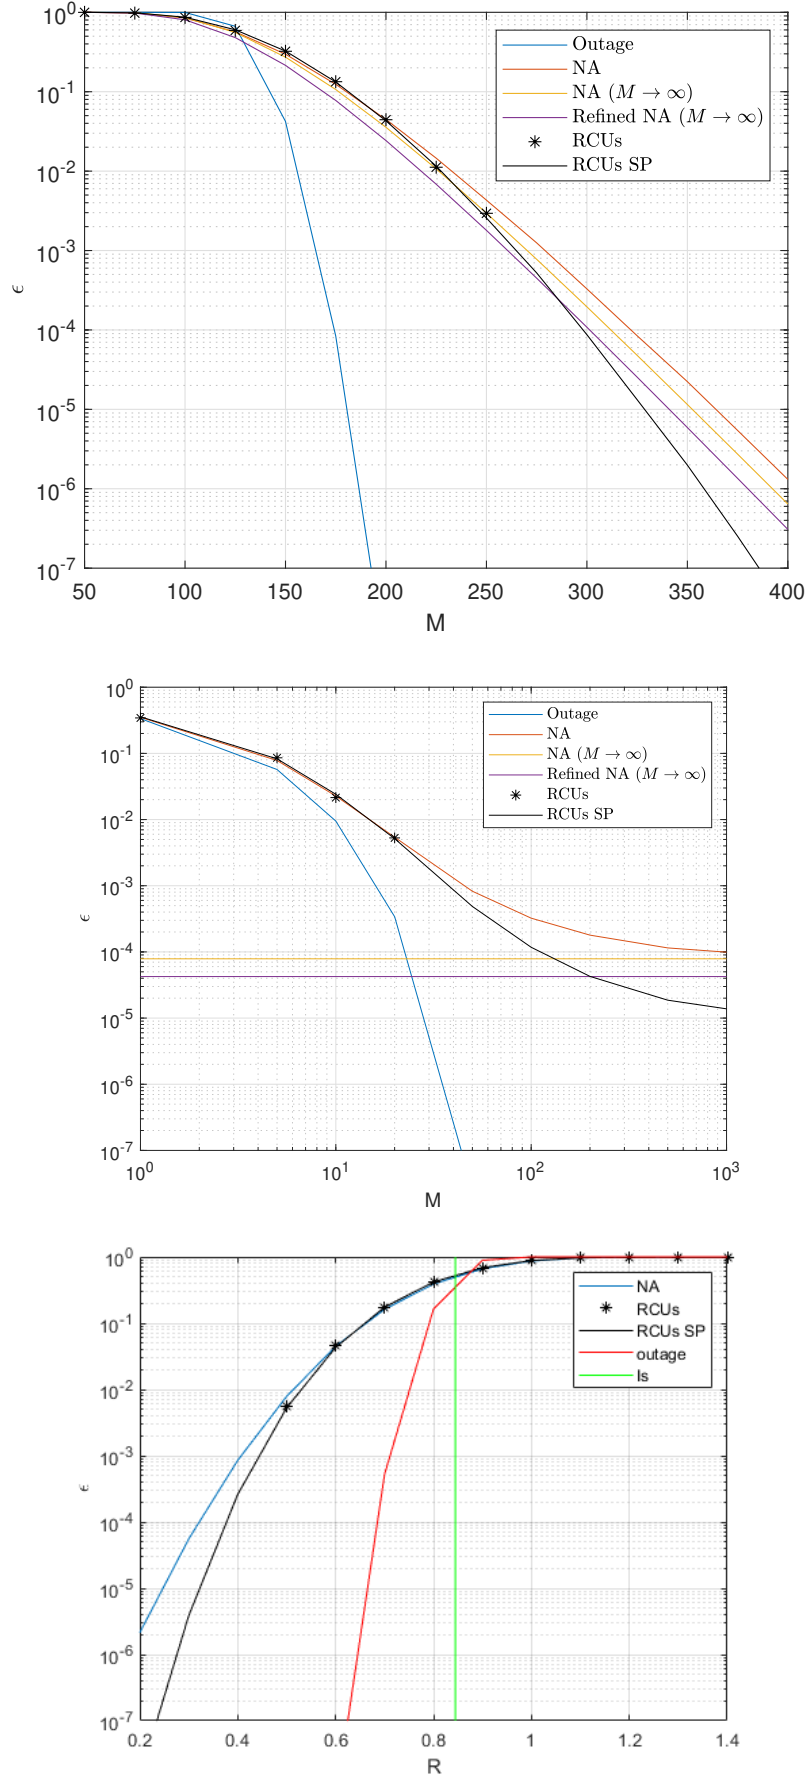 10^0
10^-1
10^-2
10^-3
10^-4
10^-5
10^-6
10^-7
ϵ
Outage
NA
NA (M → ∞)
Refined NA (M → ∞)
RCUs
RCUs SP
50 100 150 200 250 300 350 400
M
10^0
10^-1
10^-2
10^-3
10^-4
10^-5
10^-6
10^-7
ϵ
Outage
NA
NA (M → ∞)
Refined NA (M → ∞)
RCUs
RCUs SP
10^0 10^1 10^2 10^3
M
10^0
10^-1
10^-2
10^-3
10^-4
10^-5
10^-6
10^-7
ϵ
NA
RCUs
RCUs SP
outage
Is
0.2 0.4 0.6 0.8 1 1.2 1.4
R